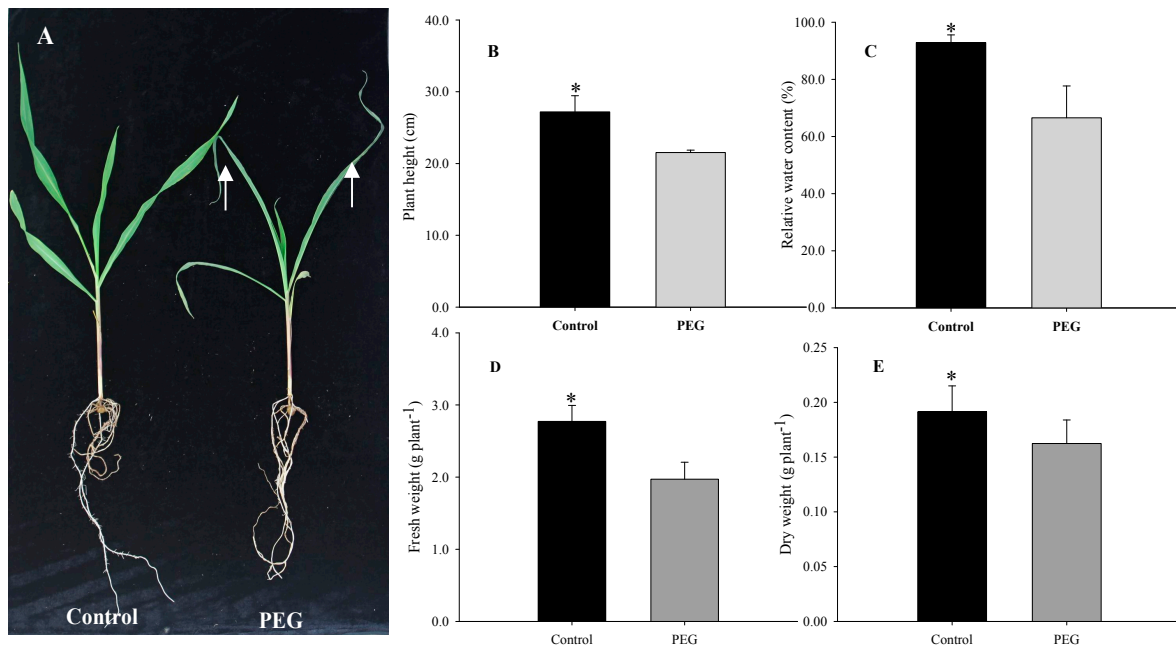 A
Control
PEG
B
Plant height (cm)
40.0
30.0
20.0
10.0
0.0
*
Control
PEG
C
Relative water content (%)
100.0
80.0
60.0
40.0
20.0
0.0
*
Control
PEG
D
Fresh weight (g plant-1)
4.0
3.0
2.0
1.0
0.0
*
Control
PEG
E
Dry weight (g plant-1)
0.25
0.20
0.15
0.10
0.05
0.00
*
Control
PEG